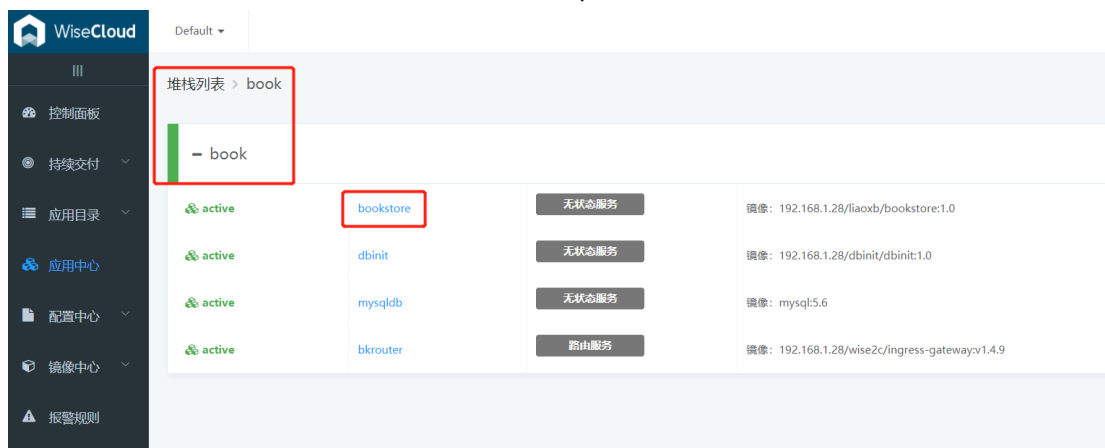 WiseCloud
Default
控制面板
持续交付
应用目录
应用中心
配置中心
镜像中心
报警规则
堆栈列表 > book
– book
active bookstore 无状态服务 镜像：192.168.1.28/liaoxb/bookstore:1.0
active dbinit 无状态服务 镜像：192.168.1.28/dbinit/dbinit:1.0
active mysqldb 无状态服务 镜像：mysql:5.6
active bkrouter 路由服务 镜像：192.168.1.28/wise2c/ingress-gateway:v1.4.9